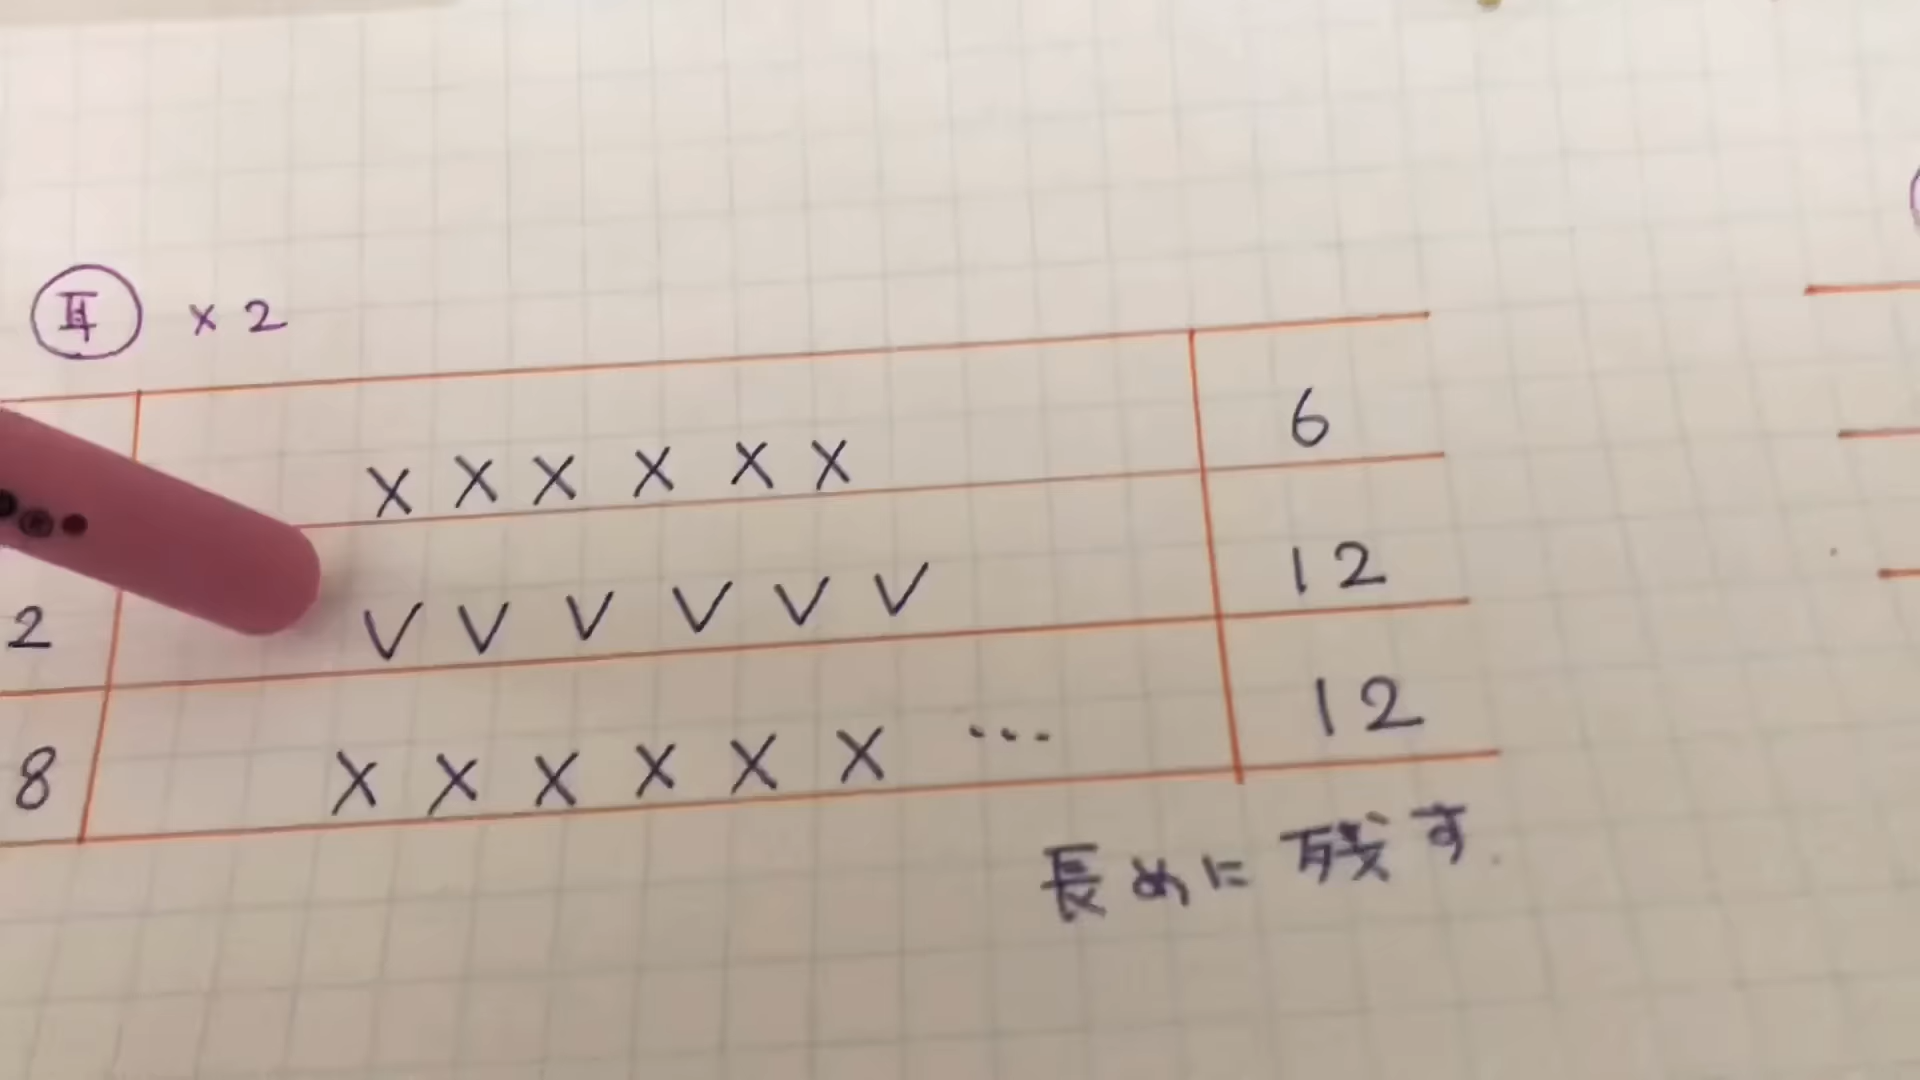 耳 × 2
X X X X X X 6
2 V V V V V V 12
8 X X X X X X ... 12
長めに残す.